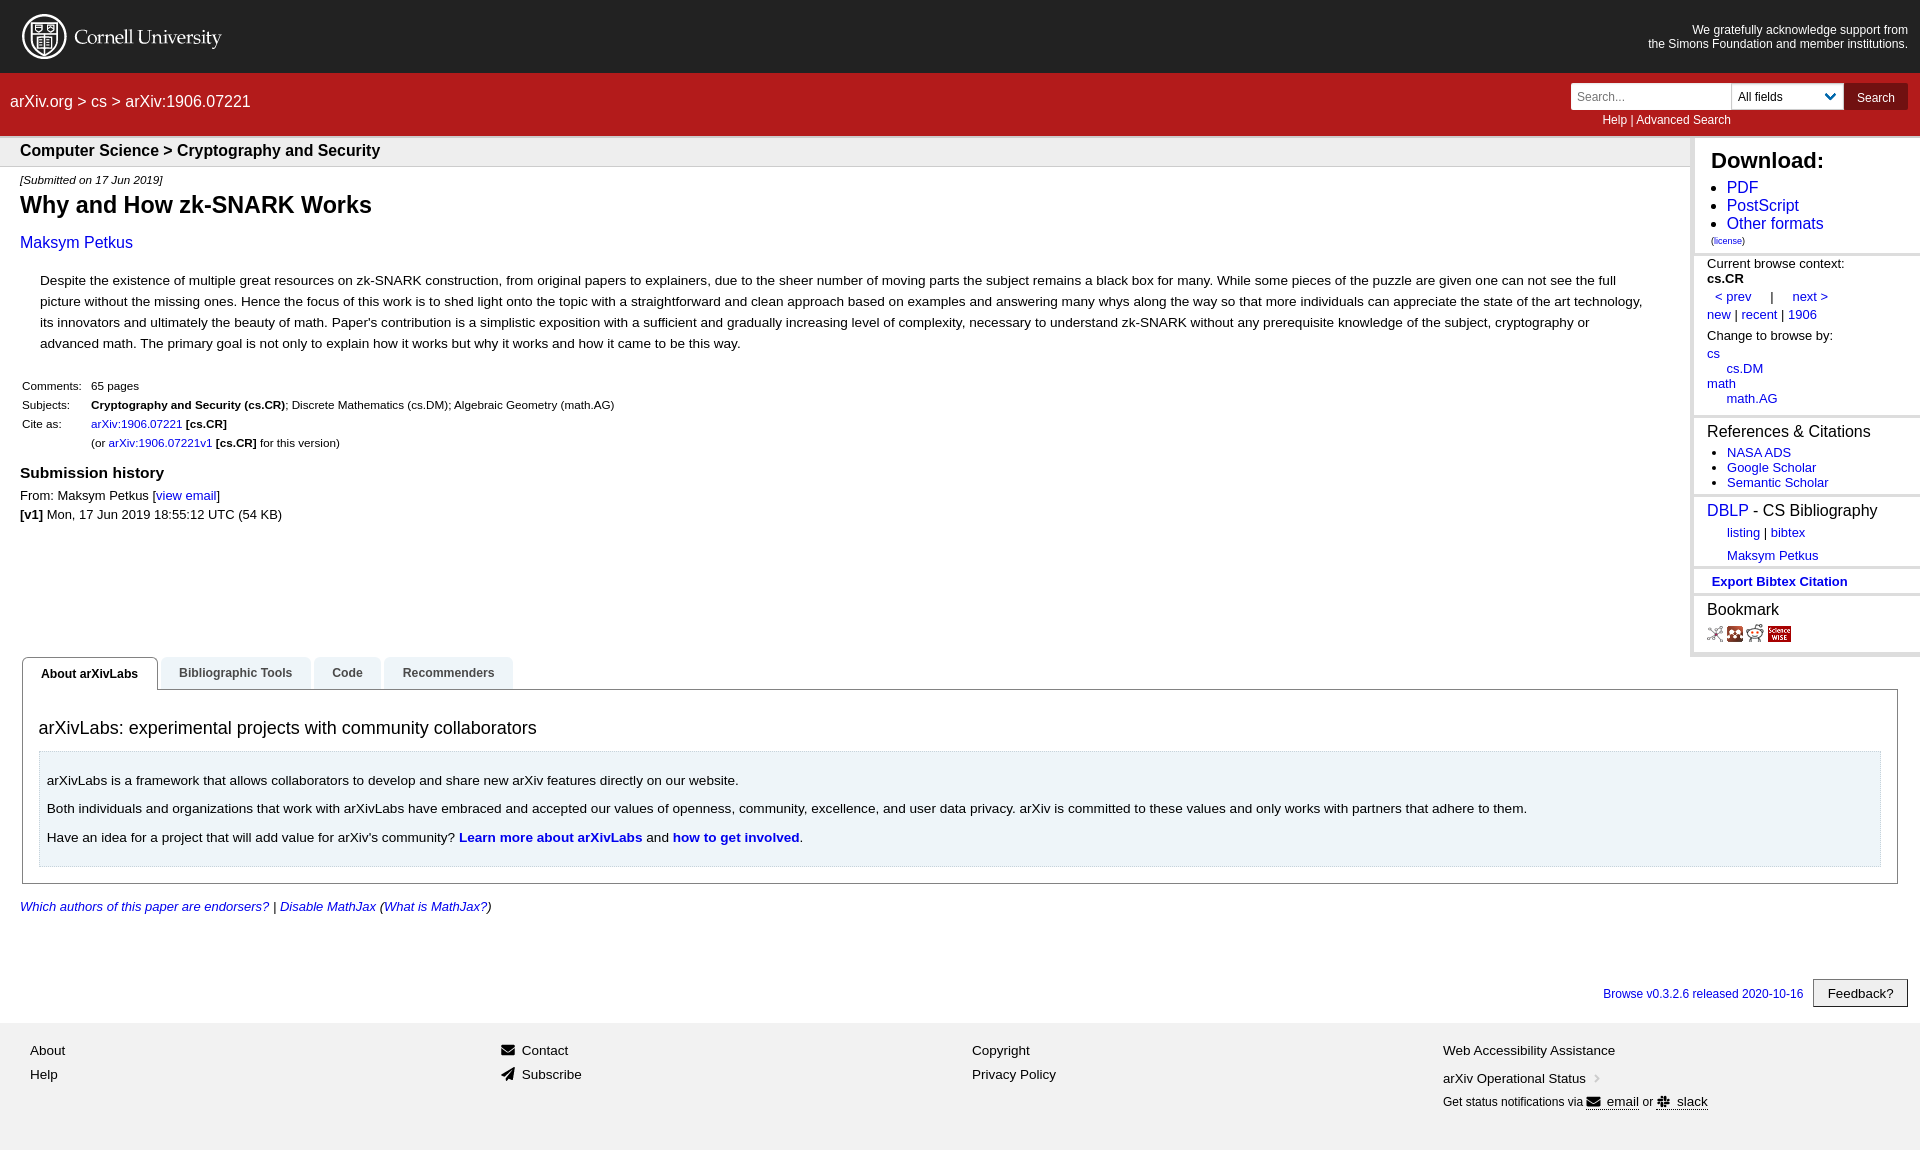 Cornell University
We gratefully acknowledge support from
the Simons Foundation and member institutions.
arXiv.org > cs > arXiv:1906.07221
Search...
All fields
Search
Help | Advanced Search
Computer Science > Cryptography and Security
[Submitted on 17 Jun 2019]
Why and How zk-SNARK Works
Maksym Petkus
Despite the existence of multiple great resources on zk-SNARK construction, from original papers to explainers, due to the sheer number of moving parts the subject remains a black box for many. While some pieces of the puzzle are given one can not see the full
picture without the missing ones. Hence the focus of this work is to shed light onto the topic with a straightforward and clean approach based on examples and answering many whys along the way so that more individuals can appreciate the state of the art technology,
its innovators and ultimately the beauty of math. Paper's contribution is a simplistic exposition with a sufficient and gradually increasing level of complexity, necessary to understand zk-SNARK without any prerequisite knowledge of the subject, cryptography or
advanced math. The primary goal is not only to explain how it works but why it works and how it came to be this way.
Comments: 65 pages
Subjects: Cryptography and Security (cs.CR); Discrete Mathematics (cs.DM); Algebraic Geometry (math.AG)
Cite as: arXiv:1906.07221 [cs.CR]
(or arXiv:1906.07221v1 [cs.CR] for this version)
Submission history
From: Maksym Petkus [view email]
[v1] Mon, 17 Jun 2019 18:55:12 UTC (54 KB)
Download:
PDF
PostScript
Other formats
(license)
Current browse context:
cs.CR
< prev | next >
new | recent | 1906
Change to browse by:
cs
cs.DM
math
math.AG
References & Citations
NASA ADS
Google Scholar
Semantic Scholar
DBLP - CS Bibliography
listing | bibtex
Maksym Petkus
Export Bibtex Citation
Bookmark
Science
WISE
About arXivLabs
Bibliographic Tools
Code
Recommenders
arXivLabs: experimental projects with community collaborators
arXivLabs is a framework that allows collaborators to develop and share new arXiv features directly on our website.
Both individuals and organizations that work with arXivLabs have embraced and accepted our values of openness, community, excellence, and user data privacy. arXiv is committed to these values and only works with partners that adhere to them.
Have an idea for a project that will add value for arXiv's community? Learn more about arXivLabs and how to get involved.
Which authors of this paper are endorsers? | Disable MathJax (What is MathJax?)
Browse v0.3.2.6 released 2020-10-16
Feedback?
About
Help
Contact
Subscribe
Copyright
Privacy Policy
Web Accessibility Assistance
arXiv Operational Status
Get status notifications via email or slack